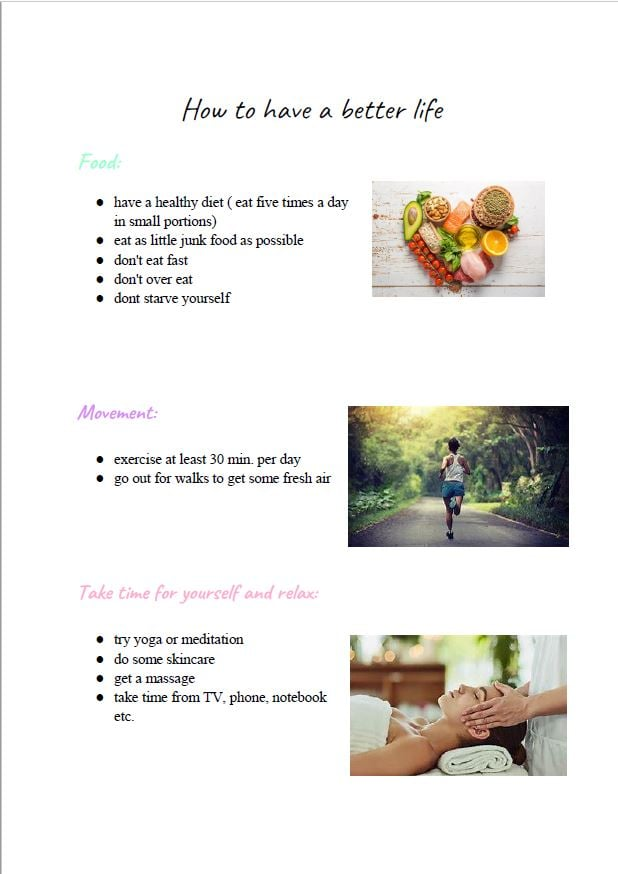 How to have a better life
Food:
● have a healthy diet ( eat five times a day
in small portions)
● eat as little junk food as possible
● don't eat fast
● don't over eat
● dont starve yourself
Movement:
● exercise at least 30 min. per day
● go out for walks to get some fresh air
Take time for yourself and relax:
● try yoga or meditation
● do some skincare
● get a massage
● take time from TV, phone, notebook
etc.